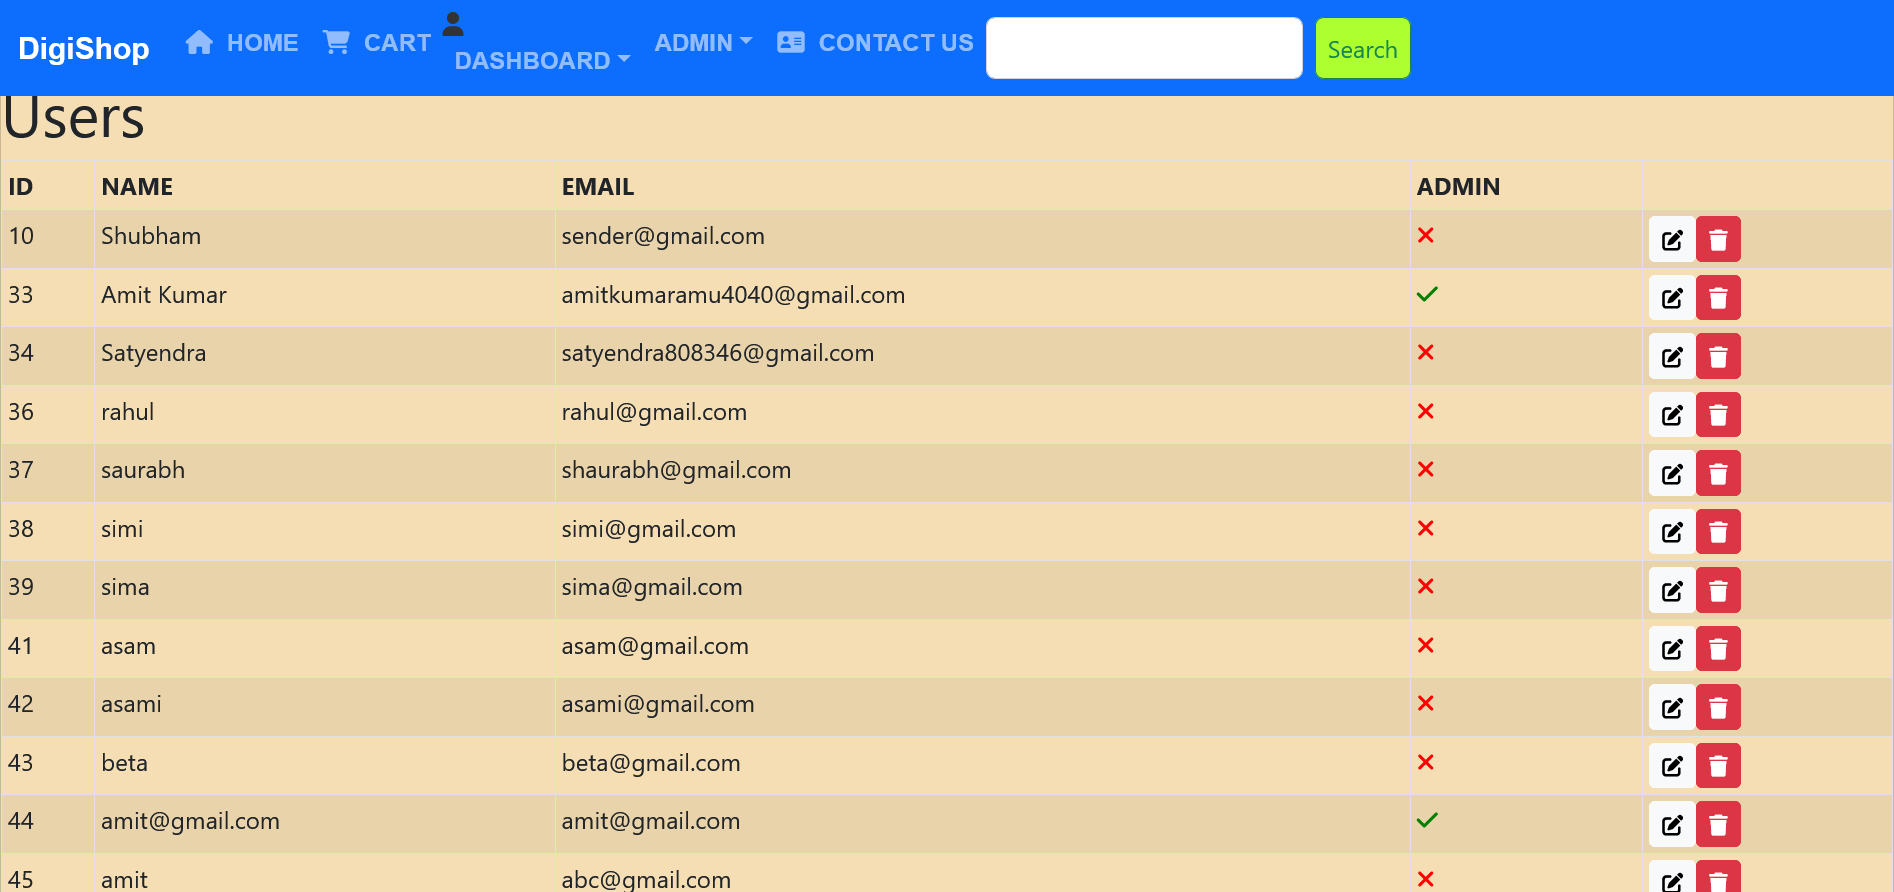 DigiShop HOME CART DASHBOARD ADMIN CONTACT US Search
Users
ID NAME EMAIL ADMIN
10 Shubham sender@gmail.com
33 Amit Kumar amitkumaramu4040@gmail.com
34 Satyendra satyendra808346@gmail.com
36 rahul rahul@gmail.com
37 saurabh shaurabh@gmail.com
38 simi simi@gmail.com
39 sima sima@gmail.com
41 asam asam@gmail.com
42 asami asami@gmail.com
43 beta beta@gmail.com
44 amit@gmail.com amit@gmail.com
45 amit abc@gmail.com